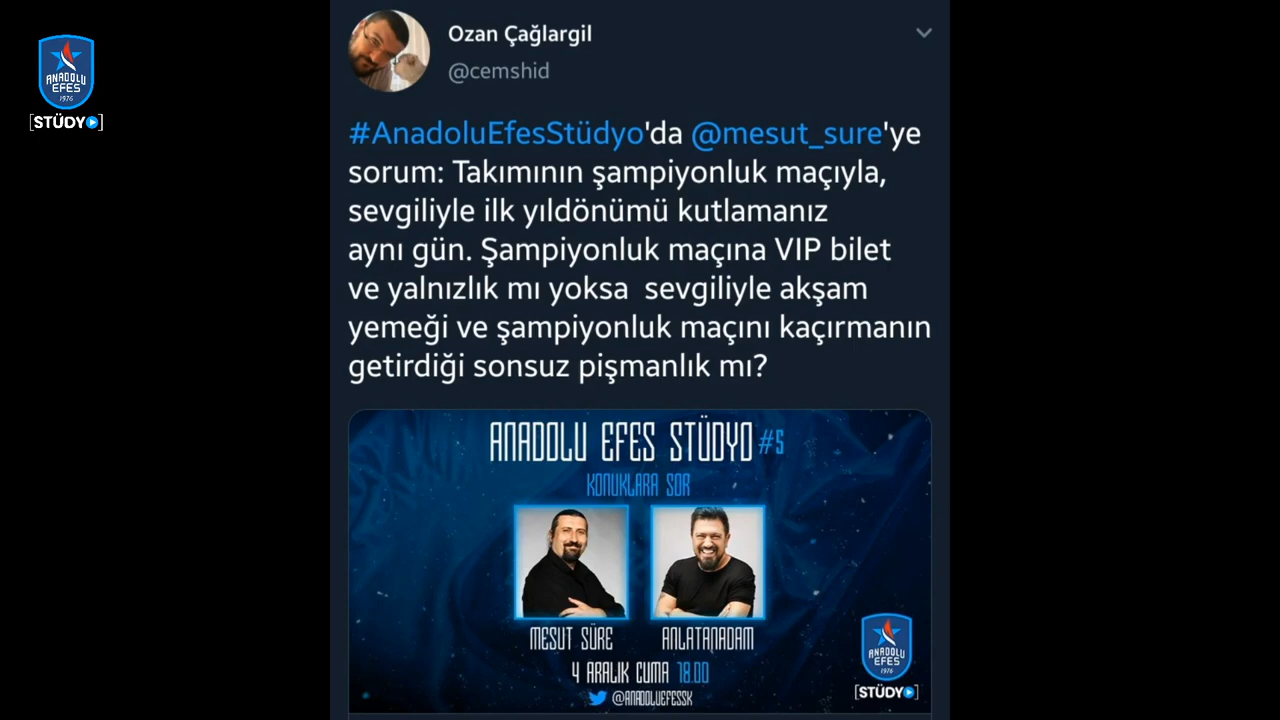 ANADOLU
EFES
1976
[STÜDYO]
Ozan Çağlargil
@cemshid
#AnadoluEfesStüdyo'da @mesut_sure'ye
sorum: Takımının şampiyonluk maçıyla,
sevgiliyle ilk yıldönümü kutlamanız
aynı gün. Şampiyonluk maçına VIP bilet
ve yalnızlık mı yoksa  sevgiliyle akşam
yemeği ve şampiyonluk maçını kaçırmanın
getirdiği sonsuz pişmanlık mı?
ANADOLU EFES STÜDYO #5
KONUKLARA SOR
MESUT SÜRE
ANLATANADAM
4 ARALIK CUMA 18.00
@ANADOLUEFESSK
ANADOLU
EFES
1976
[STÜDYO]